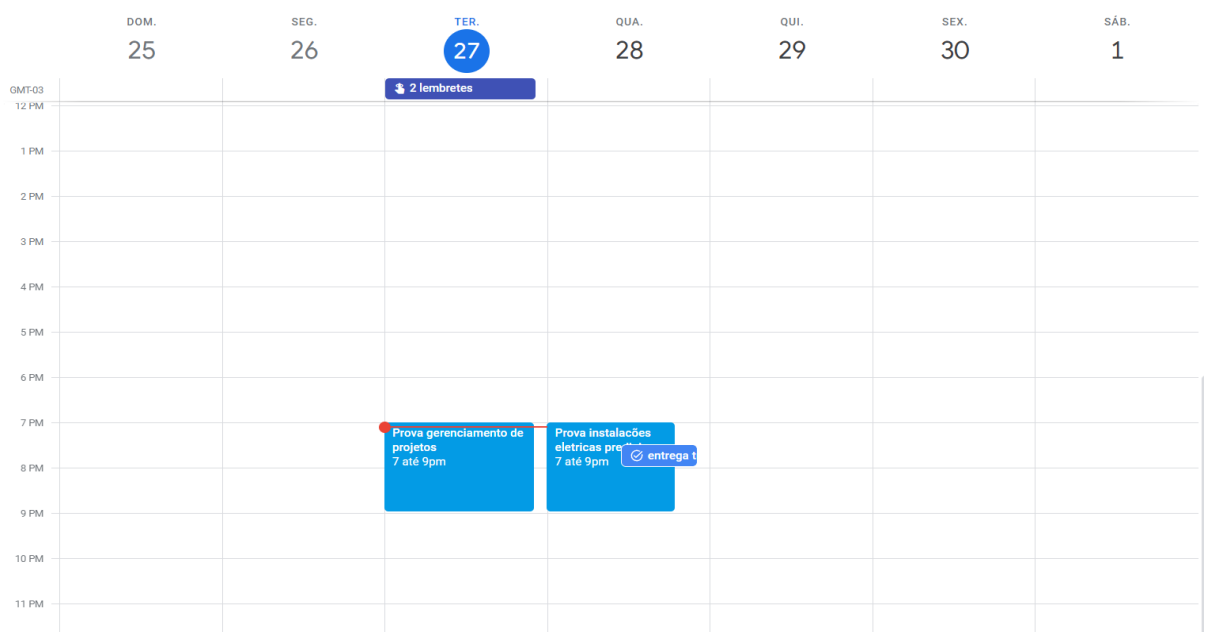 DOM. SEG. TER. QUA. QUI. SEX. SÁB.
25 26 27 28 29 30 1
GMT-03
2 lembretes
12 PM
1 PM
2 PM
3 PM
4 PM
5 PM
6 PM
7 PM
Prova gerenciamento de
projetos
7 até 9pm
Prova instalacões
eletricas
7 até 9pm
entrega t
8 PM
9 PM
10 PM
11 PM